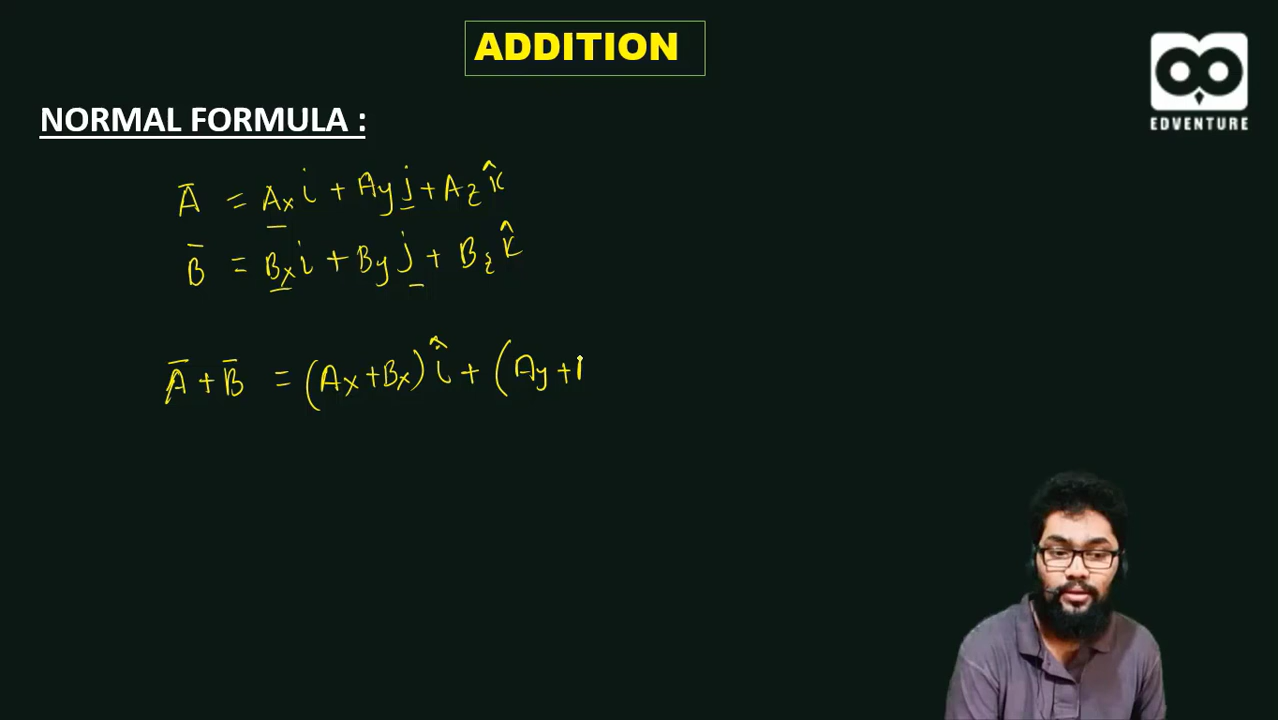 ADDITION
EDVENTURE
NORMAL FORMULA :
A̅ = Ax i + Ay j + Az k̂
B̅ = Bx i + By j + Bz k̂
A̅ + B̅ = (Ax + Bx) î + (Ay +